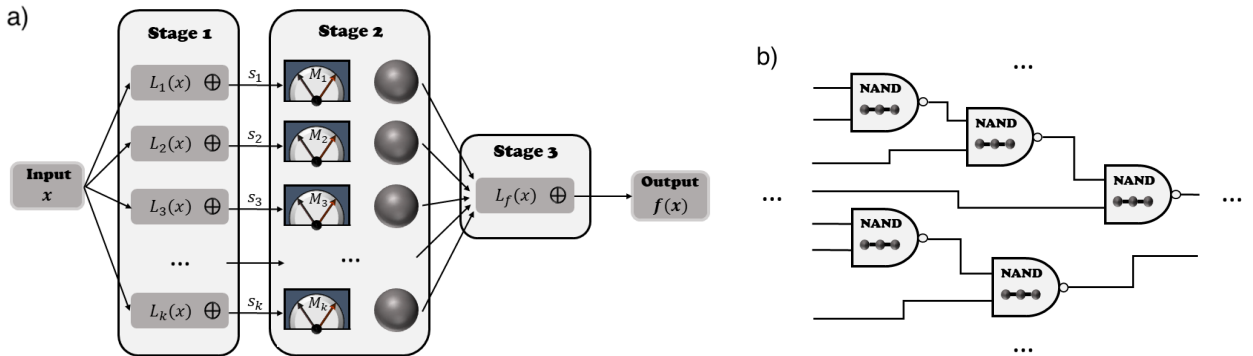 a)
Stage 1
Stage 2
Stage 3
Input
x
L₁(x) ⊕
L₂(x) ⊕
L₃(x) ⊕
...
Lₖ(x) ⊕
s₁
s₂
s₃
sₖ
M₁
M₂
M₃
...
Mₖ
L_f(x) ⊕
Output
f(x)
b)
...
NAND
NAND
NAND
...
...
NAND
NAND
...